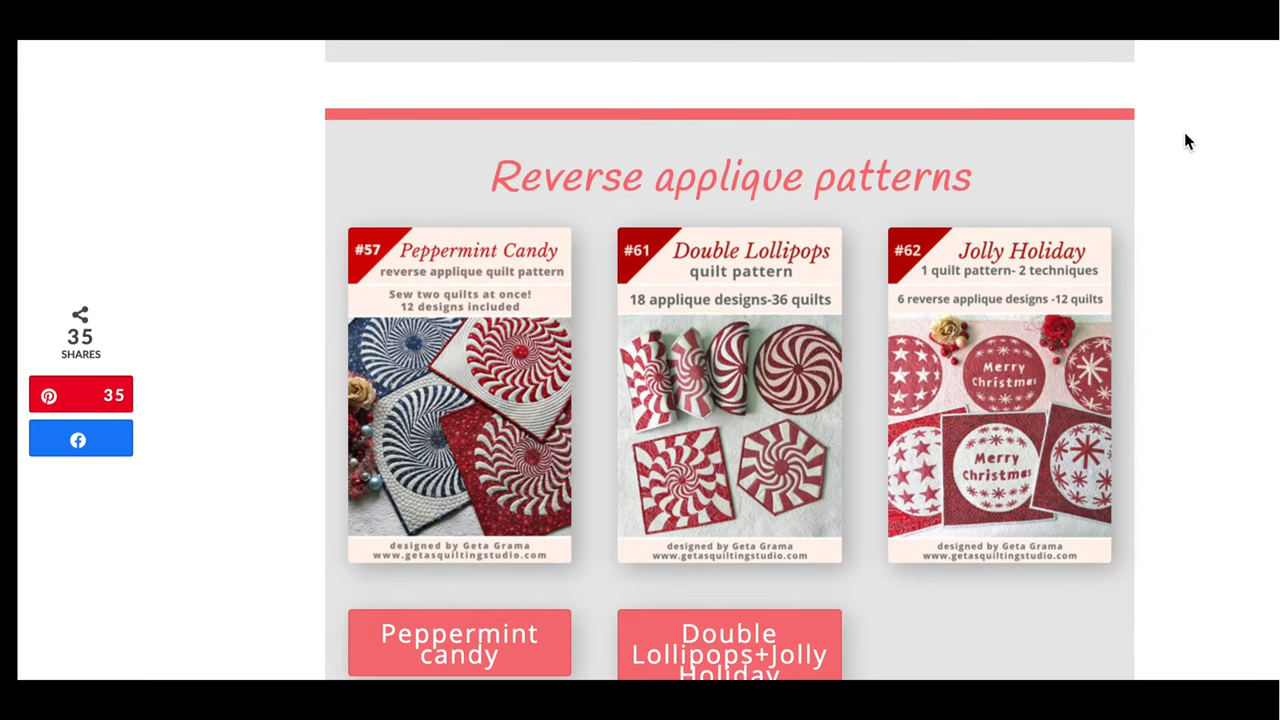 Reverse applique patterns
#57 Peppermint Candy
reverse applique quilt pattern
Sew two quilts at once!
12 designs included
designed by Geta Grama
www.getasquiltingstudio.com
#61 Double Lollipops
quilt pattern
18 applique designs-36 quilts
designed by Geta Grama
www.getasquiltingstudio.com
#62 Jolly Holiday
1 quilt pattern- 2 techniques
6 reverse applique designs -12 quilts
Merry
Christmas
Merry
Christmas
designed by Geta Grama
www.getasquiltingstudio.com
35
SHARES
35
Peppermint
candy
Double
Lollipops+Jolly
Holiday